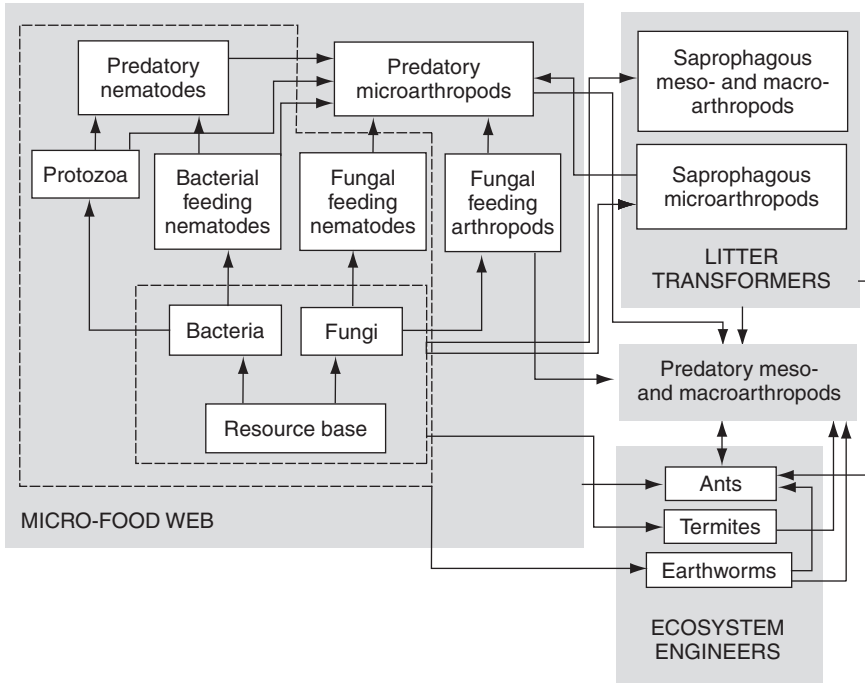 Predatory
nematodes
Predatory
microarthropods
Saprophagous
meso- and macro-
arthropods
Protozoa
Bacterial
feeding
nematodes
Fungal
feeding
nematodes
Fungal
feeding
arthropods
Saprophagous
microarthropods
LITTER
TRANSFORMERS
Bacteria
Fungi
Predatory meso-
and macroarthropods
Resource base
Ants
MICRO-FOOD WEB
Termites
Earthworms
ECOSYSTEM
ENGINEERS